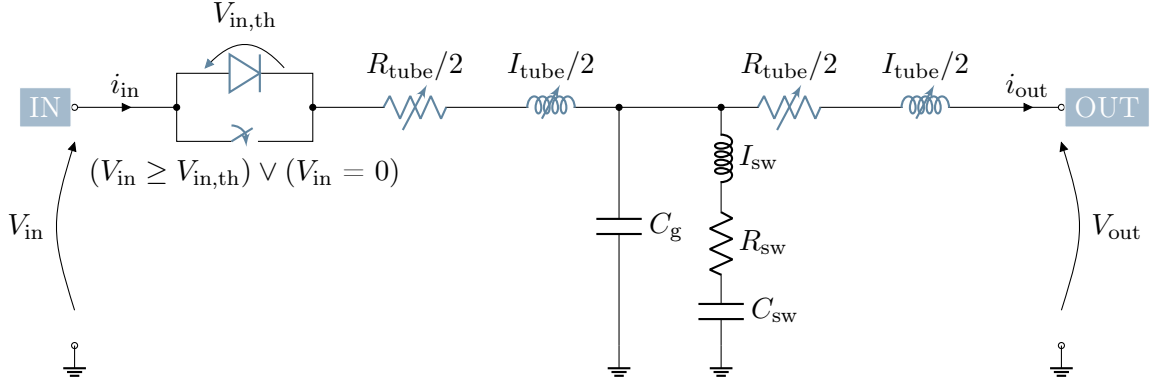 V_in,th
R_tube/2
I_tube/2
R_tube/2
I_tube/2
IN
i_in
i_out
OUT
(V_in ≥ V_in,th) ∨ (V_in = 0)
I_sw
V_in
C_g
R_sw
V_out
C_sw